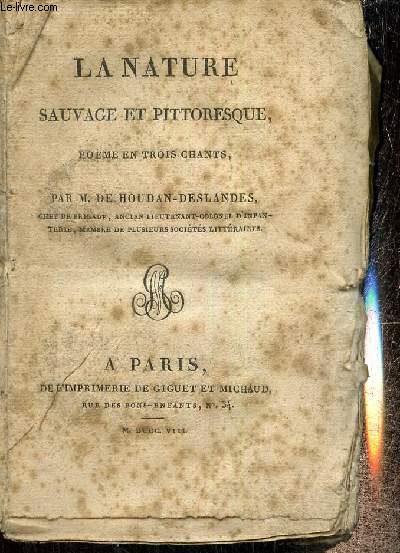 Le-livre.com
LA NATURE
SAUVAGE ET PITTORESQUE,
POEME EN TROIS CHANTS,
PAR M. DE HOUDAN-DESLANDES,
CHEF DE BRIGADE, ANCIEN LIEUTENANT-COLONEL D'INFAN-
TERIE, MEMBRE DE PLUSIEURS SOCIÉTÉS LITTÉRAIRES.
A PARIS,
DE L'IMPRIMERIE DE GIGUET ET MICHAUD,
RUE DES BONS-ENFANTS, N°. 34.
M. DCCC. VIII.